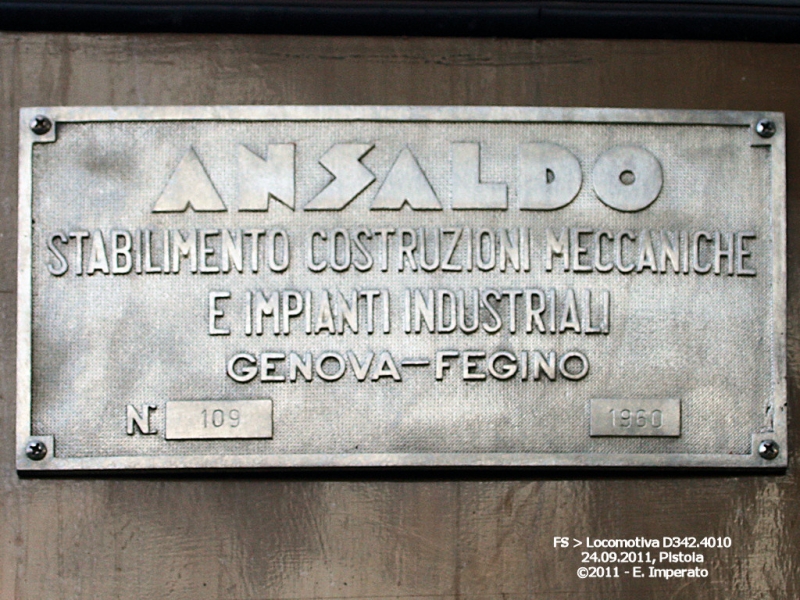 ANSALDO
STABILIMENTO COSTRUZIONI MECCANICHE
E IMPIANTI INDUSTRIALI
GENOVA-FEGINO
N. 109 1960
FS > Locomotiva D342.4010
24.09.2011, Pistoia
©2011 - E. Imperato